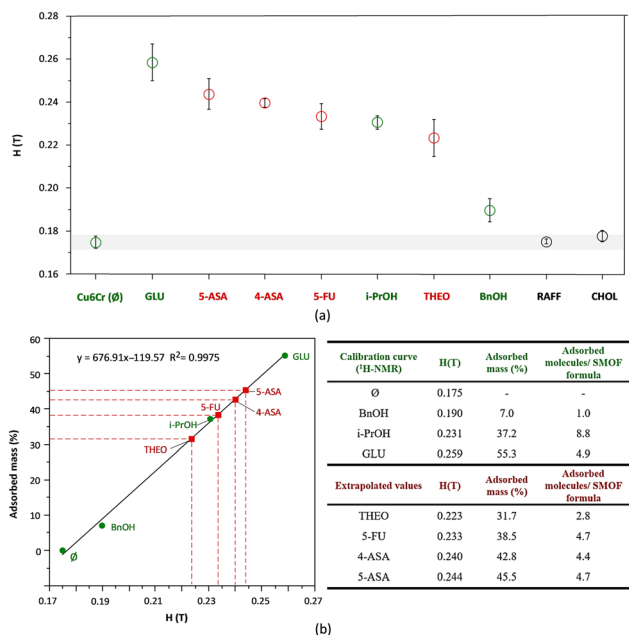 0.28
0.26
0.24
0.22
0.20
0.18
0.16
H (T)
Cu6Cr (Ø) GLU 5-ASA 4-ASA 5-FU i-PrOH THEO BnOH RAFF CHOL
(a)
60
50
40
30
20
10
0
Adsorbed mass (%)
y = 676.91x–119.57 R²= 0.9975
GLU
5-ASA
5-FU
4-ASA
i-PrOH
THEO
BnOH
Ø
0.17 0.19 0.21 0.23 0.25 0.27
H (T)
Calibration curve (¹H-NMR) H(T) Adsorbed mass (%) Adsorbed molecules/ SMOF formula
Ø 0.175 - -
BnOH 0.190 7.0 1.0
i-PrOH 0.231 37.2 8.8
GLU 0.259 55.3 4.9
Extrapolated values H(T) Adsorbed mass (%) Adsorbed molecules/ SMOF formula
THEO 0.223 31.7 2.8
5-FU 0.233 38.5 4.7
4-ASA 0.240 42.8 4.4
5-ASA 0.244 45.5 4.7
(b)